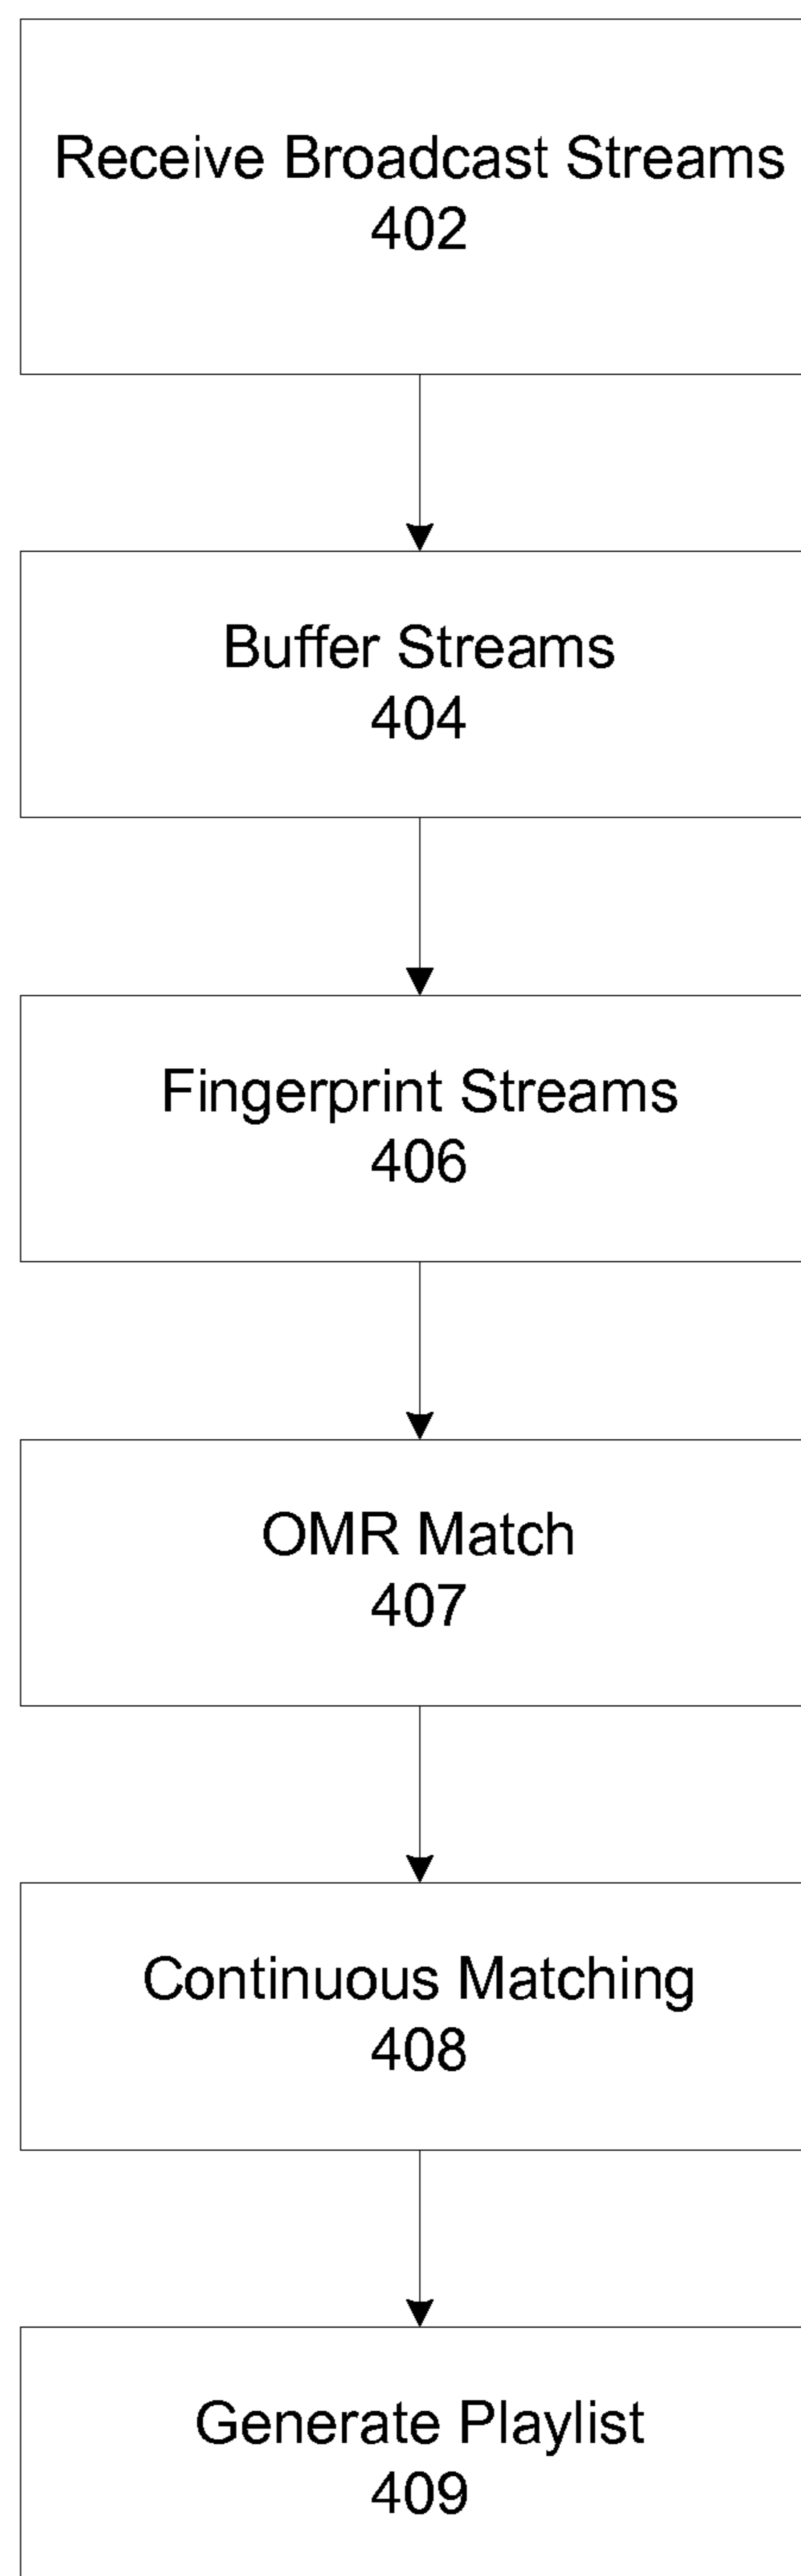 Receive Broadcast Streams
402
Buffer Streams
404
Fingerprint Streams
406
OMR Match
407
Continuous Matching
408
Generate Playlist
409